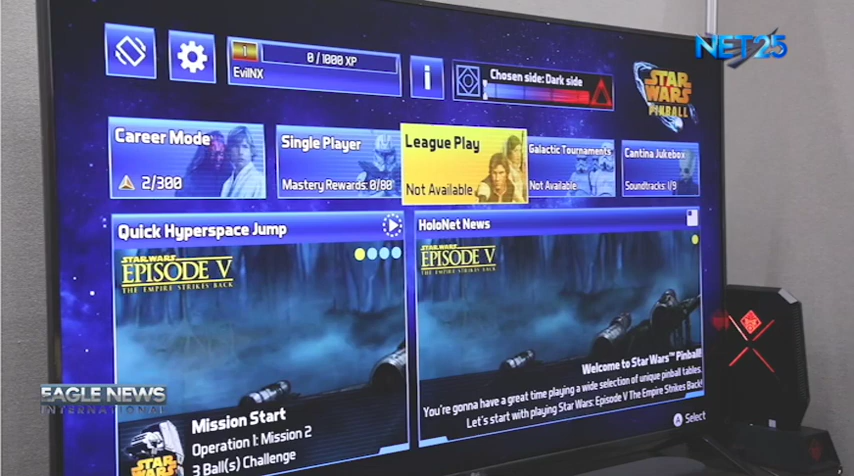 NET25
1
0 / 1000 XP
EvilNX
i
Chosen side: Dark side
STAR
WARS
PINBALL
Career Mode
2/300
Single Player
Mastery Rewards: 0/80
League Play
Not Available
Galactic Tournaments
Not Available
Cantina Jukebox
Soundtracks: 1/9
Quick Hyperspace Jump
HoloNet News
STAR WARS
EPISODE V
THE EMPIRE STRIKES BACK
STAR WARS
EPISODE V
THE EMPIRE STRIKES BACK
Welcome to Star Wars™ Pinball!
You're gonna have a great time playing a wide selection of unique pinball tables.
Let's start with playing Star Wars: Episode V The Empire Strikes Back!
A Select
Mission Start
Operation 1: Mission 2
3 Ball(s) Challenge
STAR
WARS
EAGLE NEWS
INTERNATIONAL